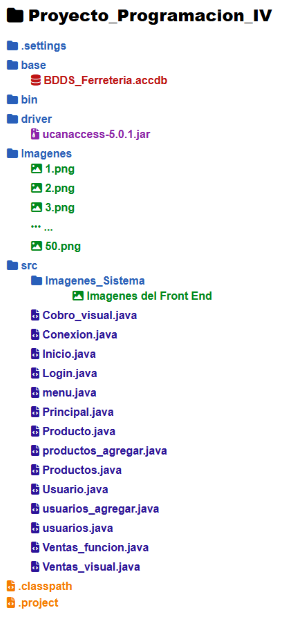 Proyecto_Programacion_IV
.settings
base
BDDS_Ferreteria.accdb
bin
driver
ucanaccess-5.0.1.jar
Imagenes
1.png
2.png
3.png
... ...
50.png
src
Imagenes_Sistema
Imagenes del Front End
Cobro_visual.java
Conexion.java
Inicio.java
Login.java
menu.java
Principal.java
Producto.java
productos_agregar.java
Productos.java
Usuario.java
usuarios_agregar.java
usuarios.java
Ventas_funcion.java
Ventas_visual.java
.classpath
.project